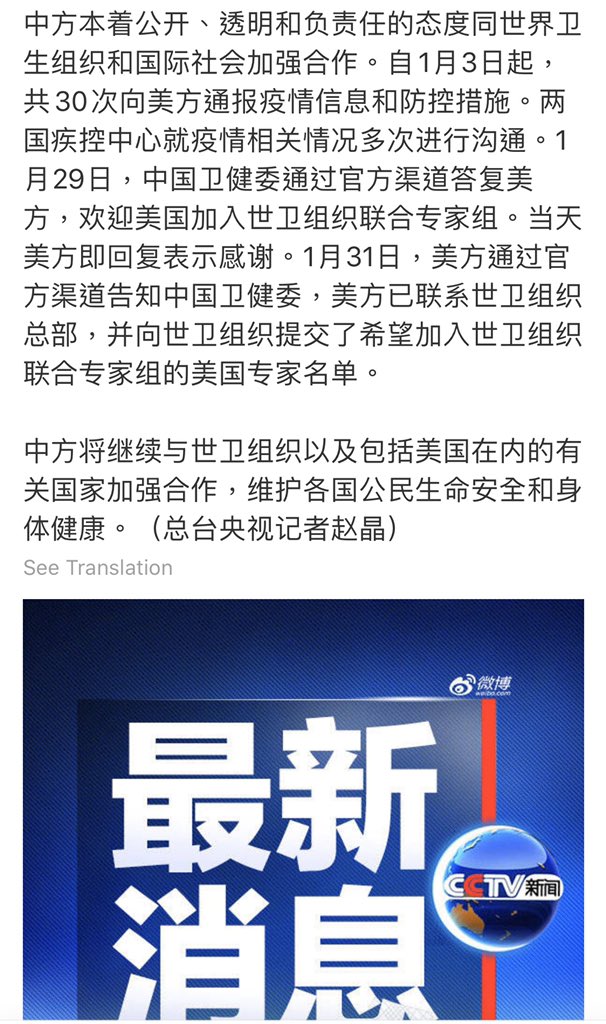 中方本着公开、透明和负责任的态度同世界卫
生组织和国际社会加强合作。自1月3日起，
共30次向美方通报疫情信息和防控措施。两
国疾控中心就疫情相关情况多次进行沟通。1
月29日，中国卫健委通过官方渠道答复美
方，欢迎美国加入世卫组织联合专家组。当天
美方即回复表示感谢。1月31日，美方通过官
方渠道告知中国卫健委，美方已联系世卫组织
总部，并向世卫组织提交了希望加入世卫组织
联合专家组的美国专家名单。
中方将继续与世卫组织以及包括美国在内的有
关国家加强合作，维护各国公民生命安全和身
体健康。（总台央视记者赵晶）
See Translation
微博
weibo.com
最新
CCTV新闻
消息